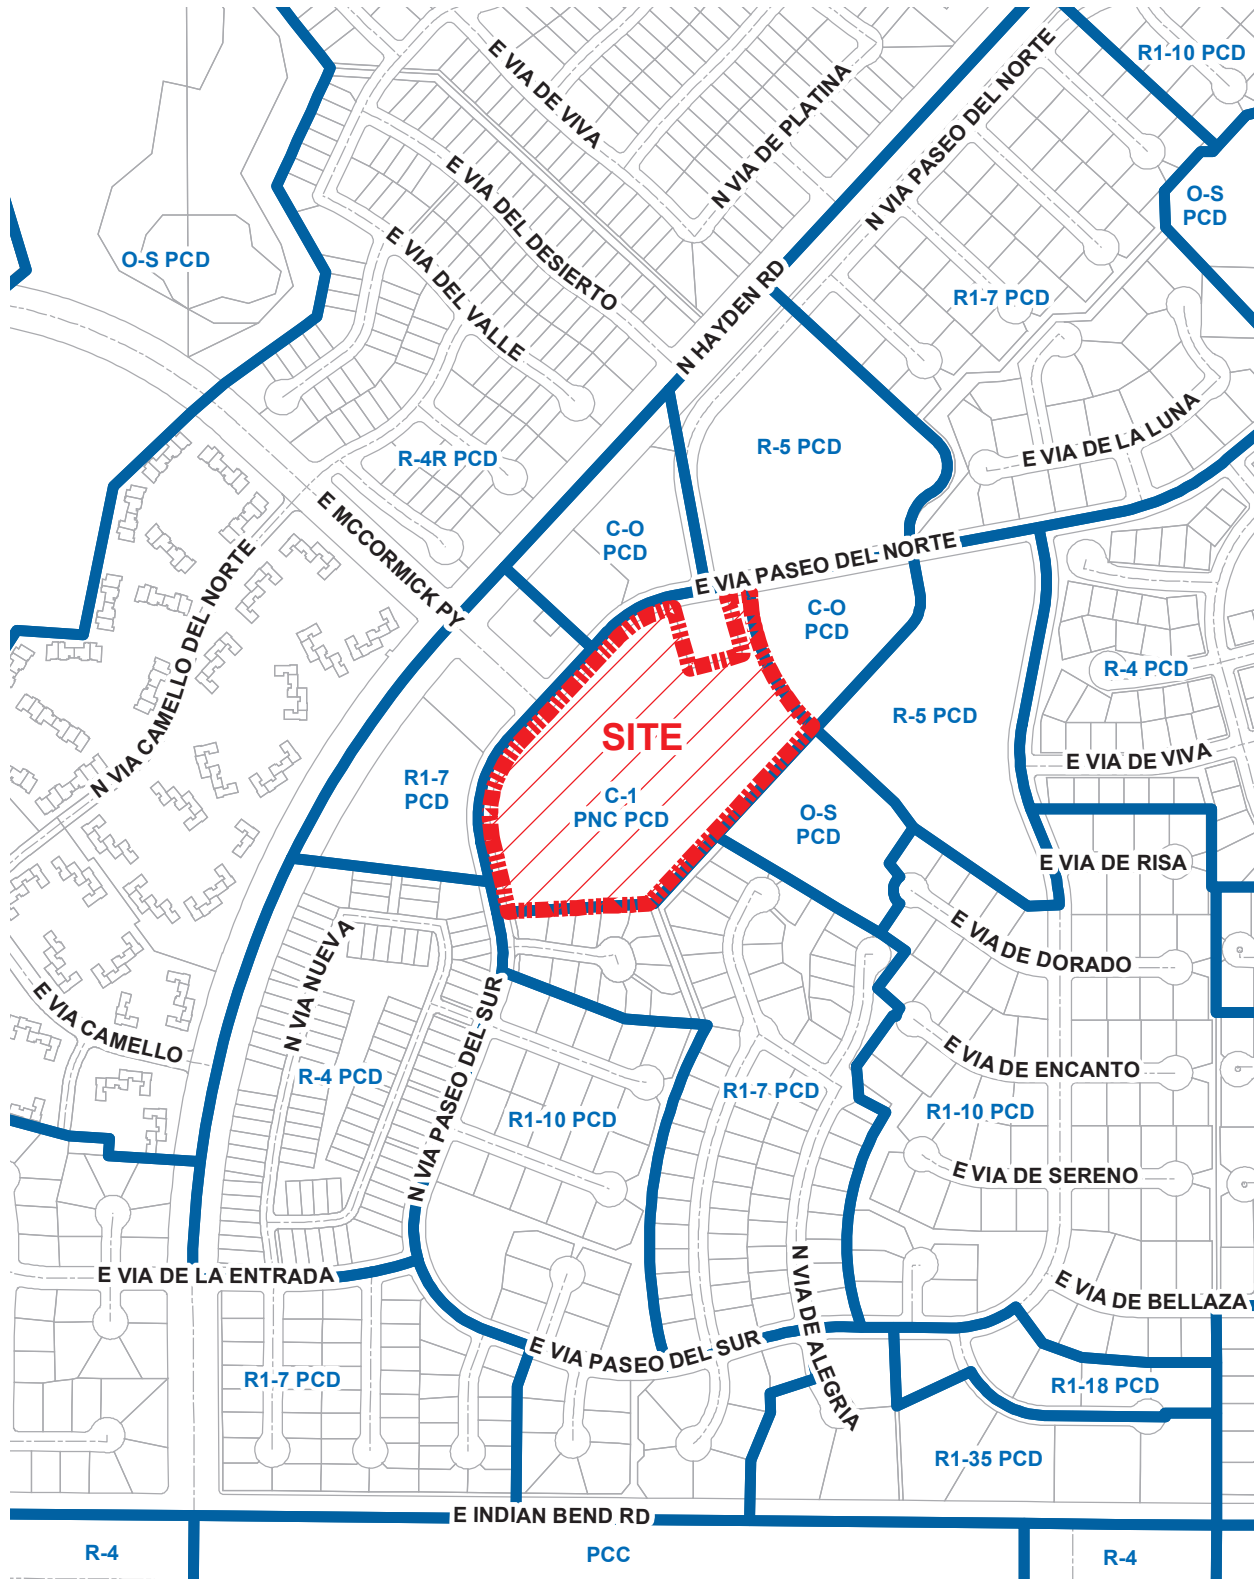 R1-10 PCD
E VIA DE VIVA
N VIA DE PLATINA
N VIA PASEO DEL NORTE
E VIA DEL DESIERTO
O-S
PCD
O-S PCD
E VIA DEL VALLE
N HAYDEN RD
R1-7 PCD
R-5 PCD
E VIA DE LA LUNA
R-4R PCD
E MCCORMICK PY
C-O
PCD
E VIA PASEO DEL NORTE
C-O
PCD
N VIA CAMELLO DEL NORTE
R-4 PCD
R-5 PCD
SITE
E VIA DE VIVA
R1-7
PCD
C-1
PNC PCD
O-S
PCD
E VIA DE RISA
E VIA DE DORADO
N VIA NUEVA
E VIA CAMELLO
N VIA PASEO DEL SUR
E VIA DE ENCANTO
R-4 PCD
R1-7 PCD
R1-10 PCD
R1-10 PCD
E VIA DE SERENO
E VIA DE LA ENTRADA
N VIA DE ALEGRIA
E VIA DE BELLAZA
E VIA PASEO DEL SUR
R1-7 PCD
R1-18 PCD
R1-35 PCD
E INDIAN BEND RD
R-4
PCC
R-4